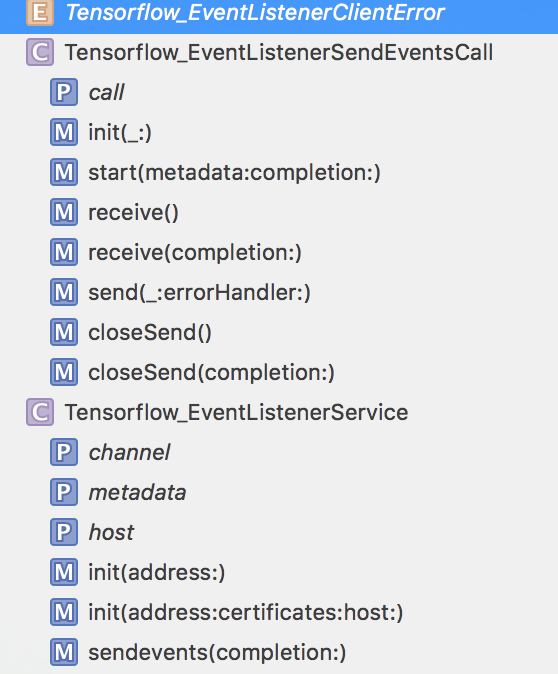 E Tensorflow_EventListenerClientError
C Tensorflow_EventListenerSendEventsCall
P call
M init(_:)
M start(metadata:completion:)
M receive()
M receive(completion:)
M send(_:errorHandler:)
M closeSend()
M closeSend(completion:)
C Tensorflow_EventListenerService
P channel
P metadata
P host
M init(address:)
M init(address:certificates:host:)
M sendevents(completion:)